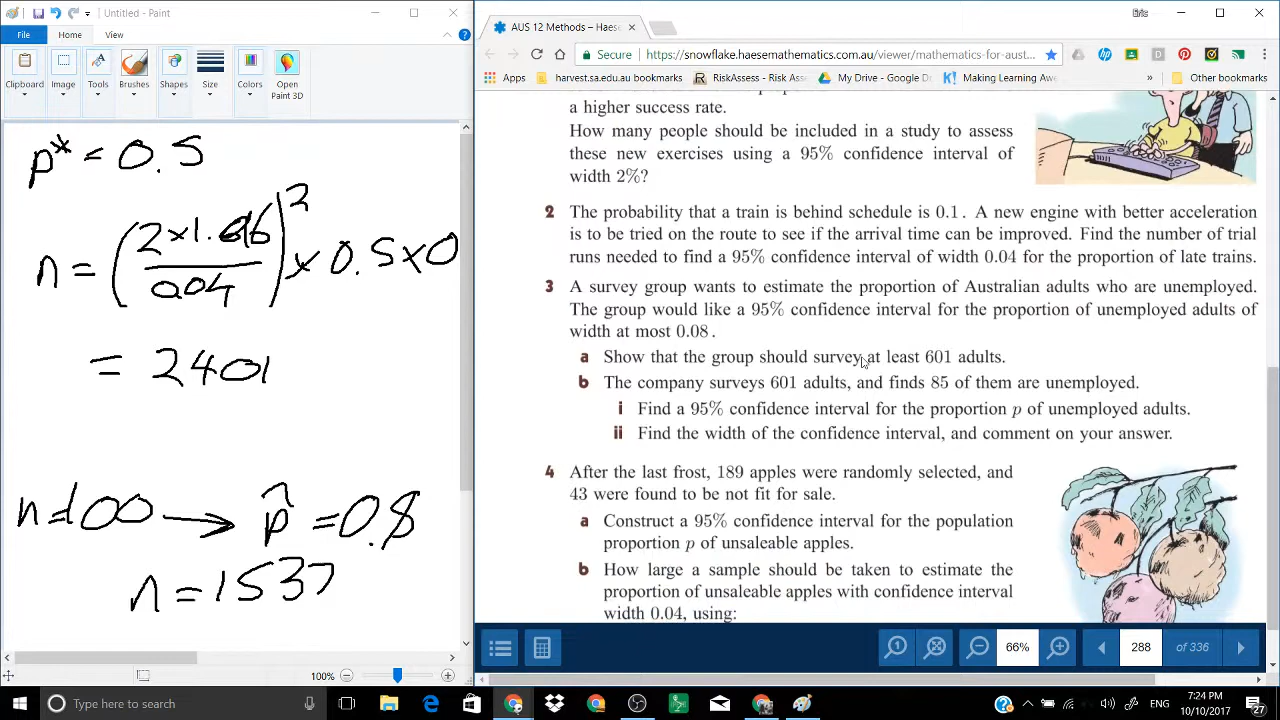 Untitled - Paint
File
Home
View
Clipboard
Image
Tools
Brushes
Shapes
Size
Colors
Open Paint 3D
p* = 0.5
n = (2×1.96/0.04)² × 0.5×0
= 2401
n=100 → p̂ = 0.8
n = 1537
100%
AUS 12 Methods – Haese
Secure
https://snowflake.haesemathematics.com.au/viewer/mathematics-for-aust...
Apps
harvest.sa.edu.au bookmarks
RiskAssess - Risk Asse
My Drive - Google
Making Learning Awe
Other bookmarks
a higher success rate.
How many people should be included in a study to assess
these new exercises using a 95% confidence interval of
width 2%?
2 The probability that a train is behind schedule is 0.1. A new engine with better acceleration
is to be tried on the route to see if the arrival time can be improved. Find the number of trial
runs needed to find a 95% confidence interval of width 0.04 for the proportion of late trains.
3 A survey group wants to estimate the proportion of Australian adults who are unemployed.
The group would like a 95% confidence interval for the proportion of unemployed adults of
width at most 0.08.
a Show that the group should survey at least 601 adults.
b The company surveys 601 adults, and finds 85 of them are unemployed.
i Find a 95% confidence interval for the proportion p of unemployed adults.
ii Find the width of the confidence interval, and comment on your answer.
4 After the last frost, 189 apples were randomly selected, and
43 were found to be not fit for sale.
a Construct a 95% confidence interval for the population
proportion p of unsaleable apples.
b How large a sample should be taken to estimate the
proportion of unsaleable apples with confidence interval
width 0.04, using:
66%
288
of 336
Type here to search
ENG
7:24 PM
10/10/2017